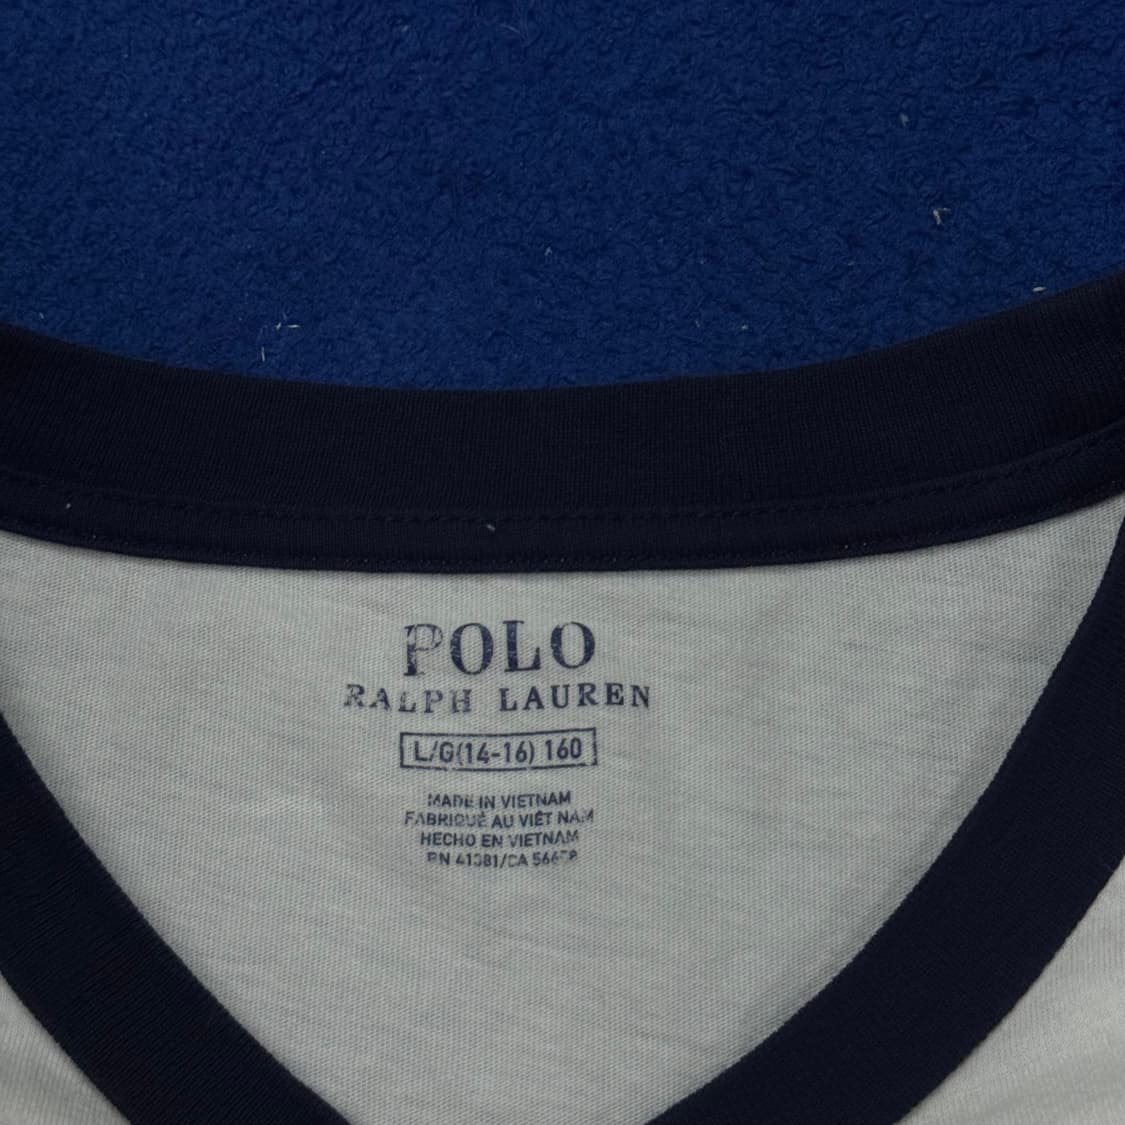 POLO
RALPH LAUREN
L/G(14-16) 160
MADE IN VIETNAM
FABRIQUÉ AU VIÊT NAM
HECHO EN VIETNAM
RN 41381/CA